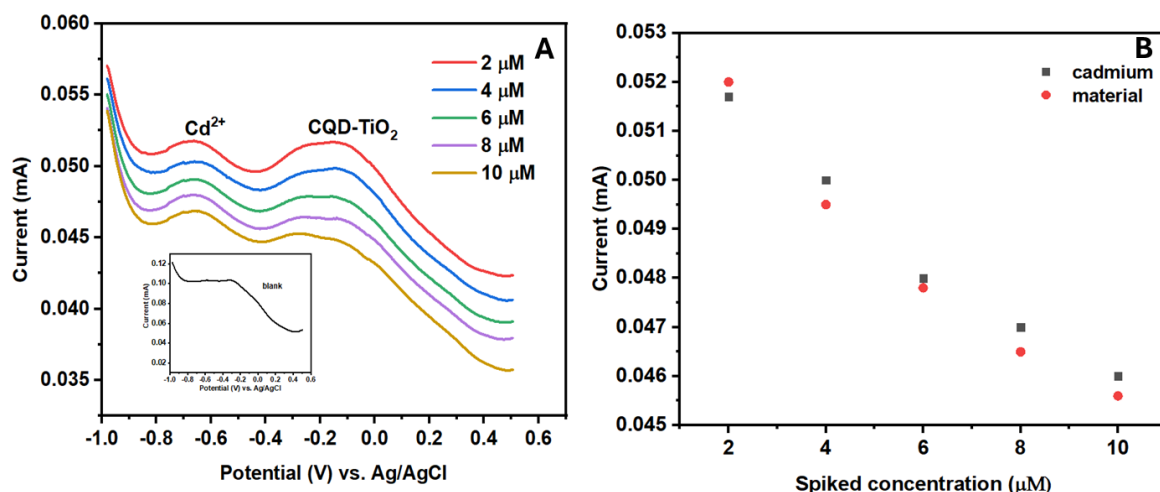 A
0.060
0.055
0.050
0.045
0.040
0.035
Current (mA)
2 μM
4 μM
6 μM
8 μM
10 μM
Cd²⁺
CQD-TiO₂
blank
0.12
0.10
0.08
0.06
0.04
0.02
Current (mA)
-1.0 -0.8 -0.6 -0.4 -0.2 0.0 0.2 0.4 0.6
Potential (V) vs. Ag/AgCl
-1.0 -0.8 -0.6 -0.4 -0.2 0.0 0.2 0.4 0.6
Potential (V) vs. Ag/AgCl
B
0.053
0.052
0.051
0.050
0.049
0.048
0.047
0.046
0.045
Current (mA)
cadmium
material
2 4 6 8 10
Spiked concentration (μM)